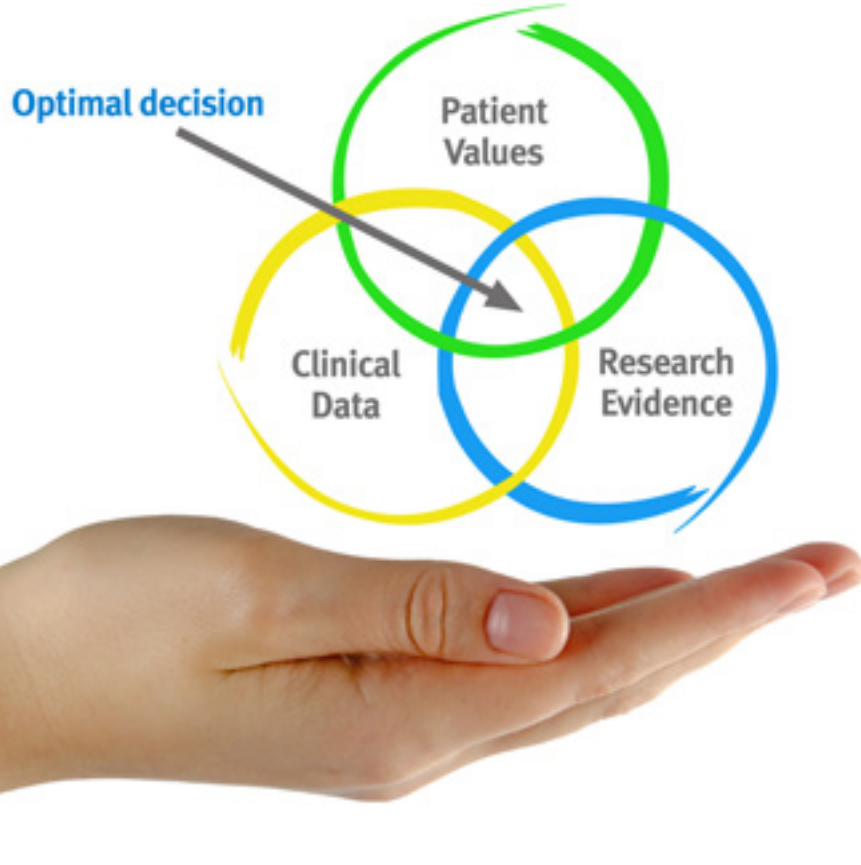 Optimal decision
Patient
Values
Clinical
Data
Research
Evidence